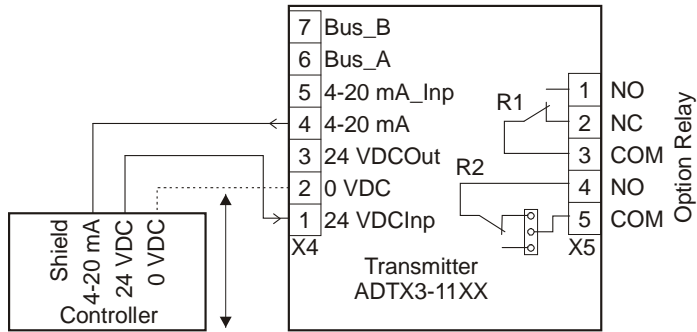 7 Bus_B
6 Bus_A
5 4-20 mA_Inp
4 4-20 mA
3 24 VDCOut
2 0 VDC
1 24 VDCInp
X4
R1
R2
1 NO
2 NC
3 COM
4 NO
5 COM
X5
Option Relay
Transmitter
ADTX3-11XX
Shield
4-20 mA
24 VDC
0 VDC
Controller